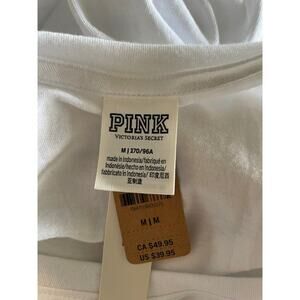 PINK
VICTORIA'S SECRET
M | 170/96A
made in Indonesia/fabriqué en
Indonésie/hecho en Indonesia/
fabbricato in Indonesia/
M | M
CA $49.95
US $39.95